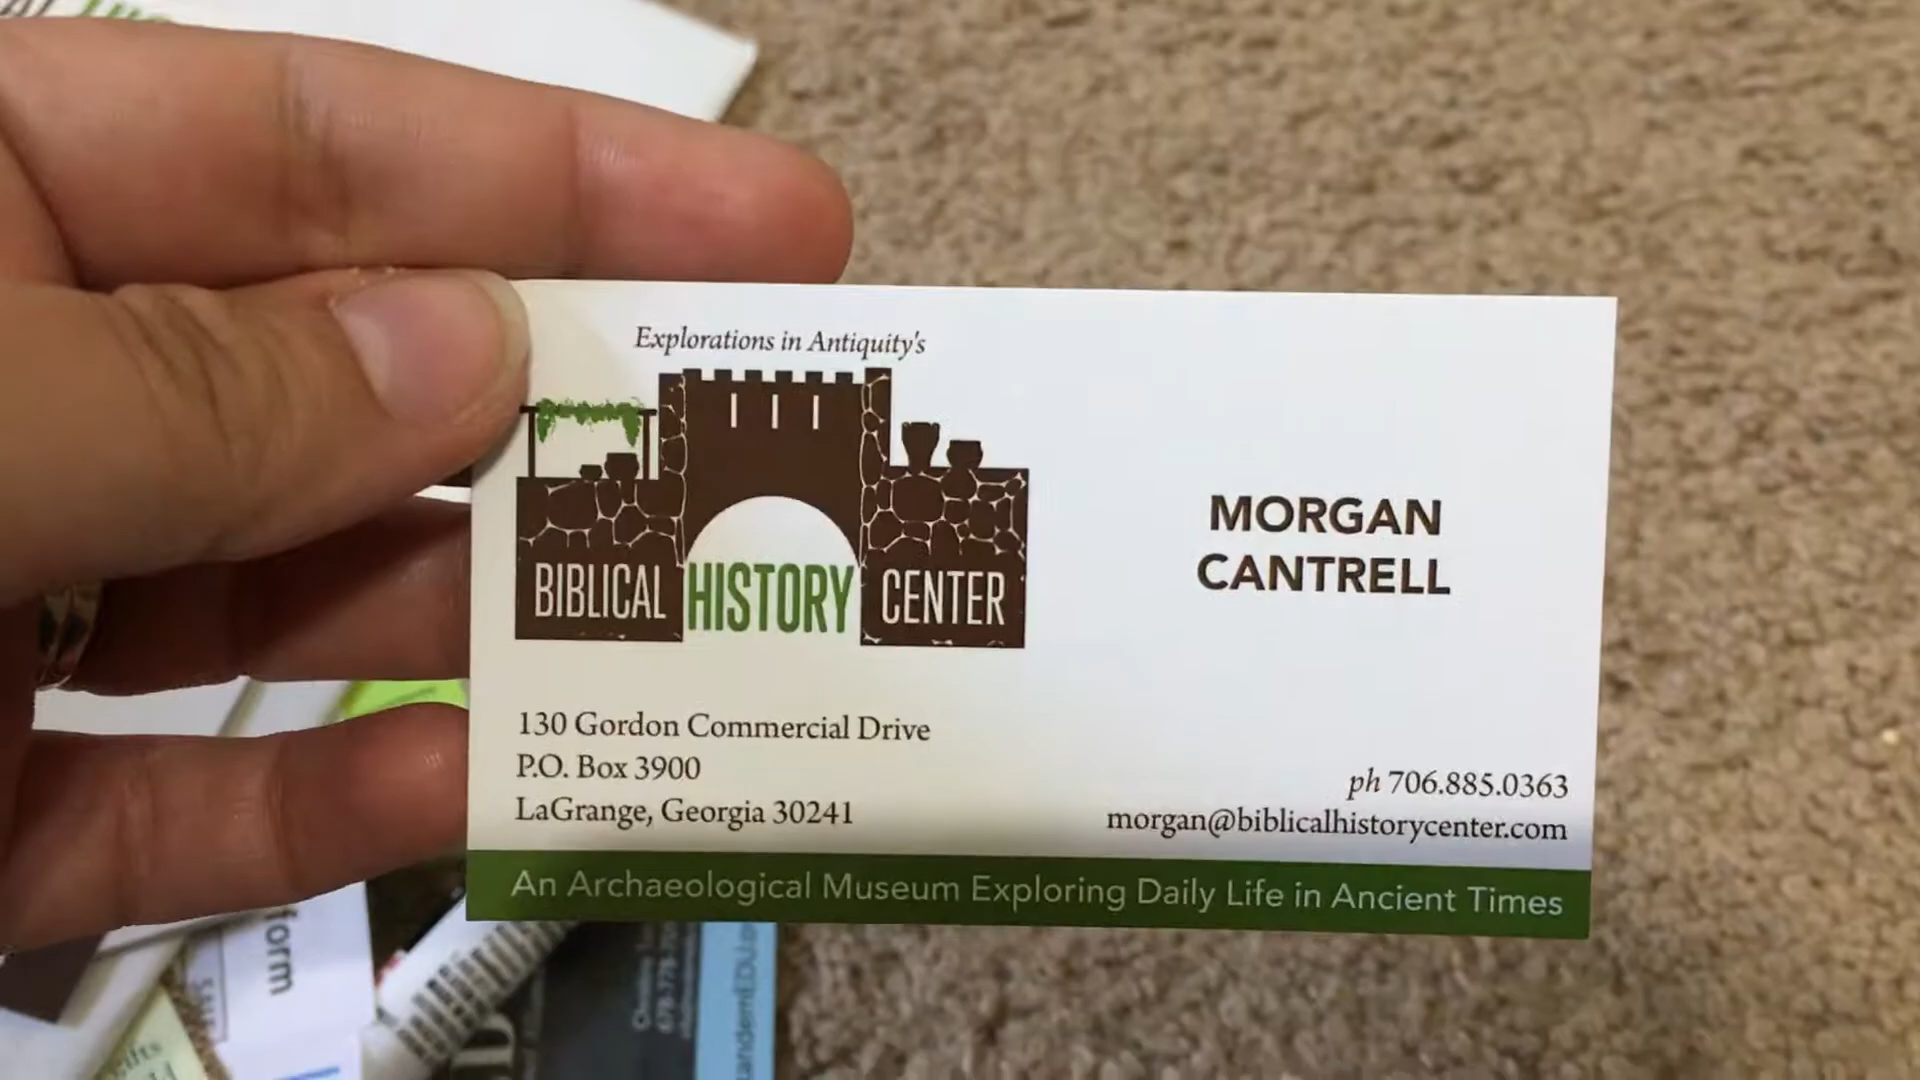 Explorations in Antiquity's
BIBLICAL HISTORY CENTER
MORGAN
CANTRELL
130 Gordon Commercial Drive
P.O. Box 3900
LaGrange, Georgia 30241
ph 706.885.0363
morgan@biblicalhistorycenter.com
An Archaeological Museum Exploring Daily Life in Ancient Times
form